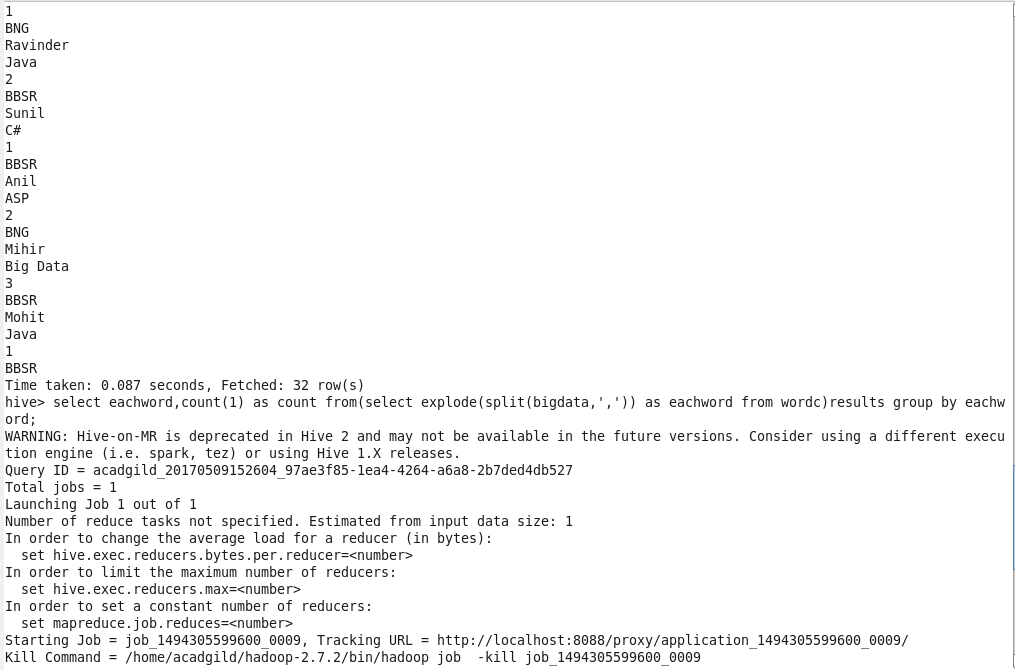 1
BNG
Ravinder
Java
2
BBSR
Sunil
C#
1
BBSR
Anil
ASP
2
BNG
Mihir
Big Data
3
BBSR
Mohit
Java
1
BBSR
Time taken: 0.087 seconds, Fetched: 32 row(s)
hive> select eachword,count(1) as count from(select explode(split(bigdata,',')) as eachword from wordc)results group by eachw
ord;
WARNING: Hive-on-MR is deprecated in Hive 2 and may not be available in the future versions. Consider using a different execu
tion engine (i.e. spark, tez) or using Hive 1.X releases.
Query ID = acadgild_20170509152604_97ae3f85-1ea4-4264-a6a8-2b7ded4db527
Total jobs = 1
Launching Job 1 out of 1
Number of reduce tasks not specified. Estimated from input data size: 1
In order to change the average load for a reducer (in bytes):
  set hive.exec.reducers.bytes.per.reducer=<number>
In order to limit the maximum number of reducers:
  set hive.exec.reducers.max=<number>
In order to set a constant number of reducers:
  set mapreduce.job.reduces=<number>
Starting Job = job_1494305599600_0009, Tracking URL = http://localhost:8088/proxy/application_1494305599600_0009/
Kill Command = /home/acadgild/hadoop-2.7.2/bin/hadoop job  -kill job_1494305599600_0009